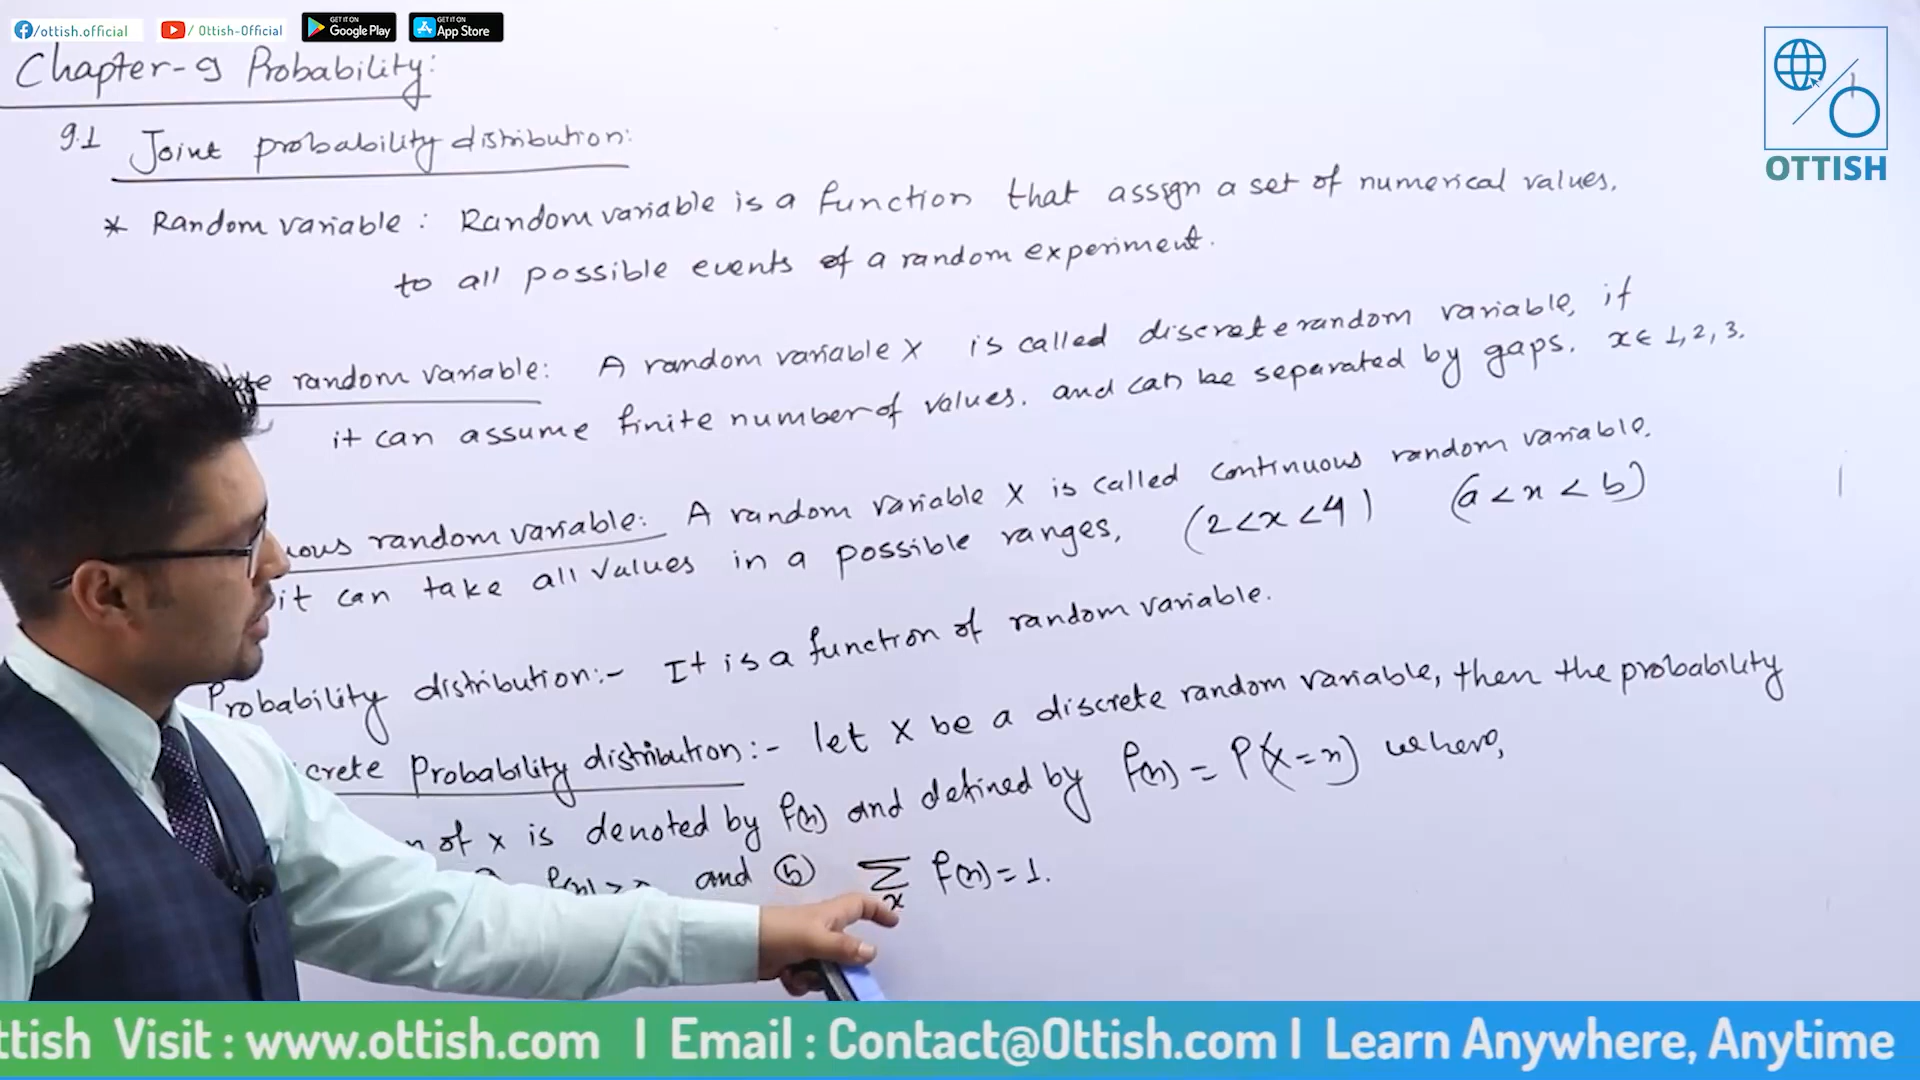 /ottish.official
/ Ottish-Official
GET IT ON
Google Play
GET IT ON
App Store
OTTISH
Chapter-9 Probability:
9.1 Joint probability distribution:
* Random variable : Random variable is a function that assign a set of numerical values,
to all possible events of a random experiment.
random variable: A random variable X is called discrete random variable, if
it can assume finite number of values. and can be separated by gaps. x∈ 1, 2, 3.
uous random variable: A random variable X is called continuous random variable.
it can take all values in a possible ranges, (2<x<4) (a<x<b)
Probability distribution:- It is a function of random variable.
crete Probability distribution:- let X be a discrete random variable, then the probability
n of x is denoted by f(x) and defined by f(x) = P(X=x) where,
and ⓑ ∑ f(x)=1.
x
ttish Visit : www.ottish.com I Email : Contact@Ottish.com I Learn Anywhere, Anytime